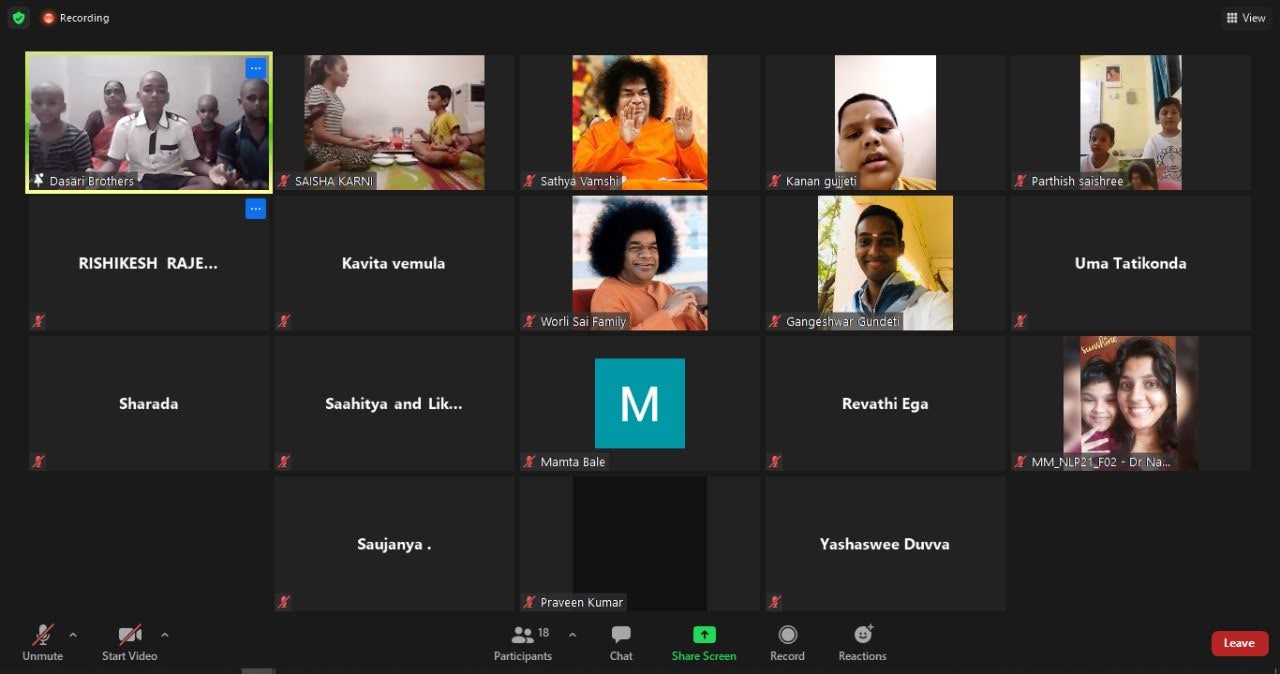 Recording
View
Dasari Brothers
SAISHA KARNI
Sathya Vamshi
Kanan gujjeti
Parthish saishree
RISHIKESH RAJE...
Kavita vemula
Worli Sai Family
Gangeshwar Gundeti
Uma Tatikonda
Sharada
Saahitya and Lik...
M
Mamta Bale
Revathi Ega
sunshine
MM_NLP21_F02 - Dr Na...
Saujanya .
Praveen Kumar
Yashaswee Duvva
Unmute
Start Video
18
Participants
Chat
Share Screen
Record
Reactions
Leave